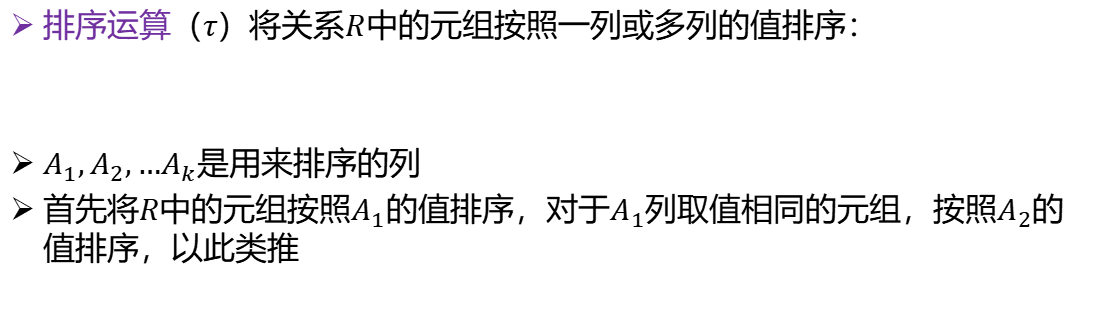 ➢ 排序运算（τ）将关系R中的元组按照一列或多列的值排序：
➢ A₁, A₂, …Aₖ是用来排序的列
➢ 首先将R中的元组按照A₁的值排序，对于A₁列取值相同的元组，按照A₂的
值排序，以此类推